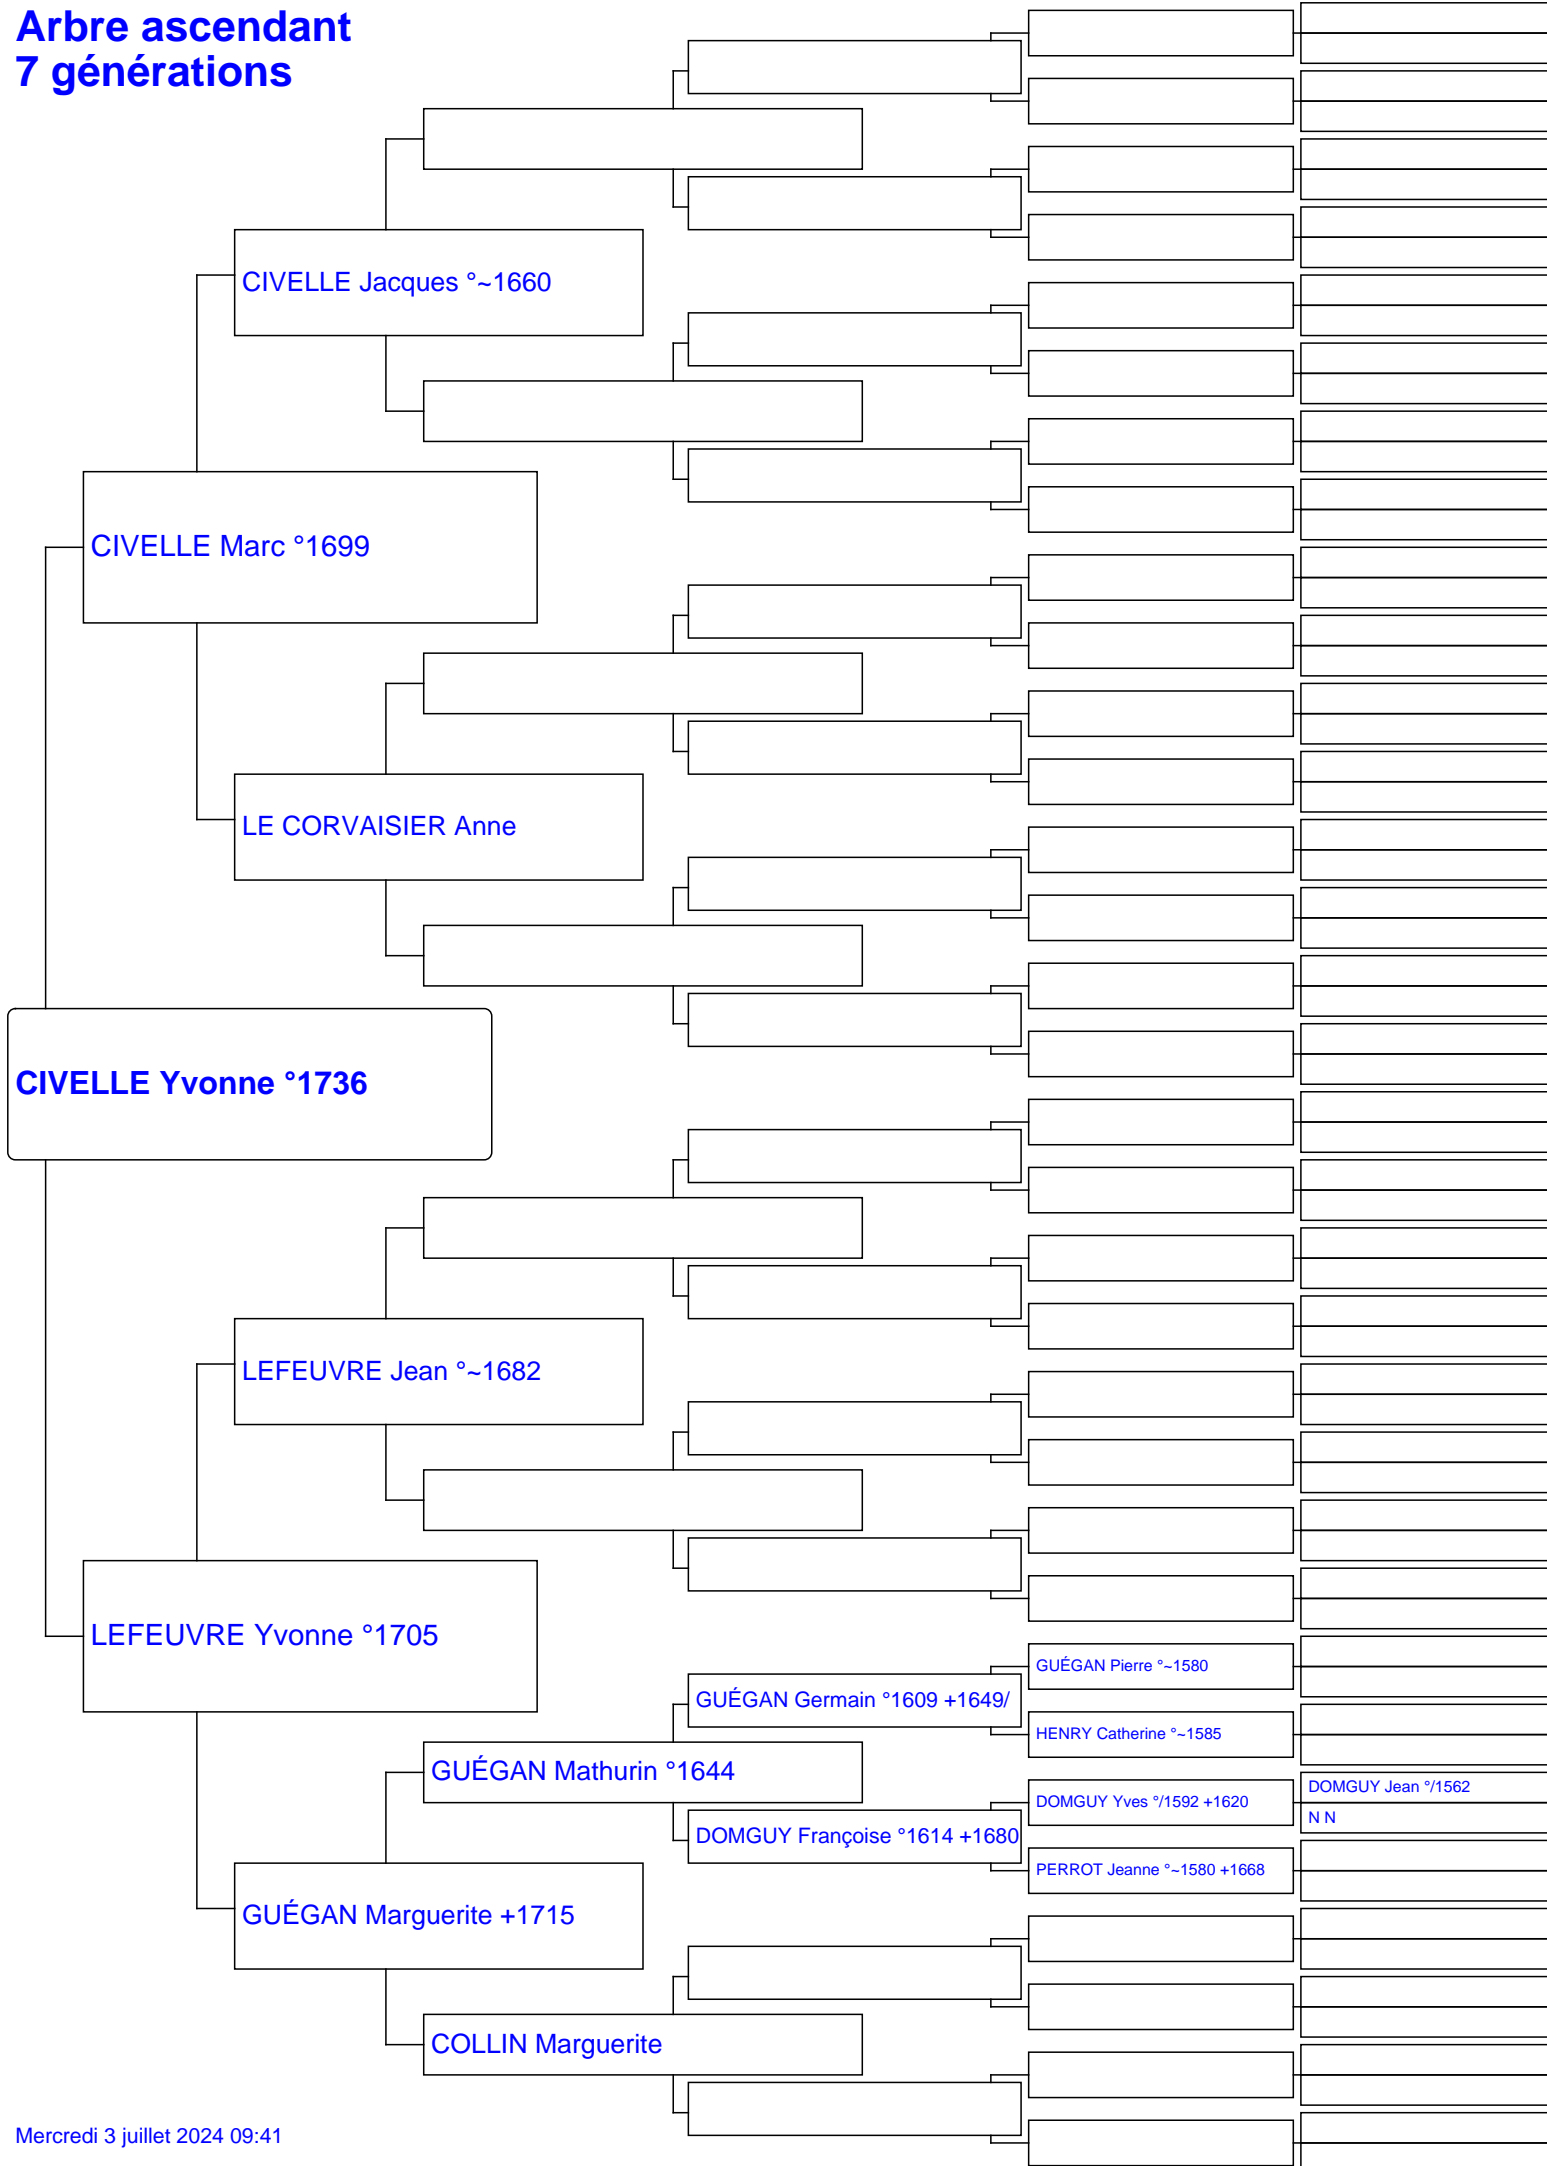 Arbre ascendant
7 générations
CIVELLE Jacques °~1660
CIVELLE Marc °1699
LE CORVAISIER Anne
CIVELLE Yvonne °1736
LEFEUVRE Jean °~1682
LEFEUVRE Yvonne °1705
GUÉGAN Pierre °~1580
GUÉGAN Germain °1609 +1649/
HENRY Catherine °~1585
GUÉGAN Mathurin °1644
DOMGUY Jean °/1562
DOMGUY Yves °/1592 +1620
N N
DOMGUY Françoise °1614 +1680
PERROT Jeanne °~1580 +1668
GUÉGAN Marguerite +1715
COLLIN Marguerite
Mercredi 3 juillet 2024 09:41